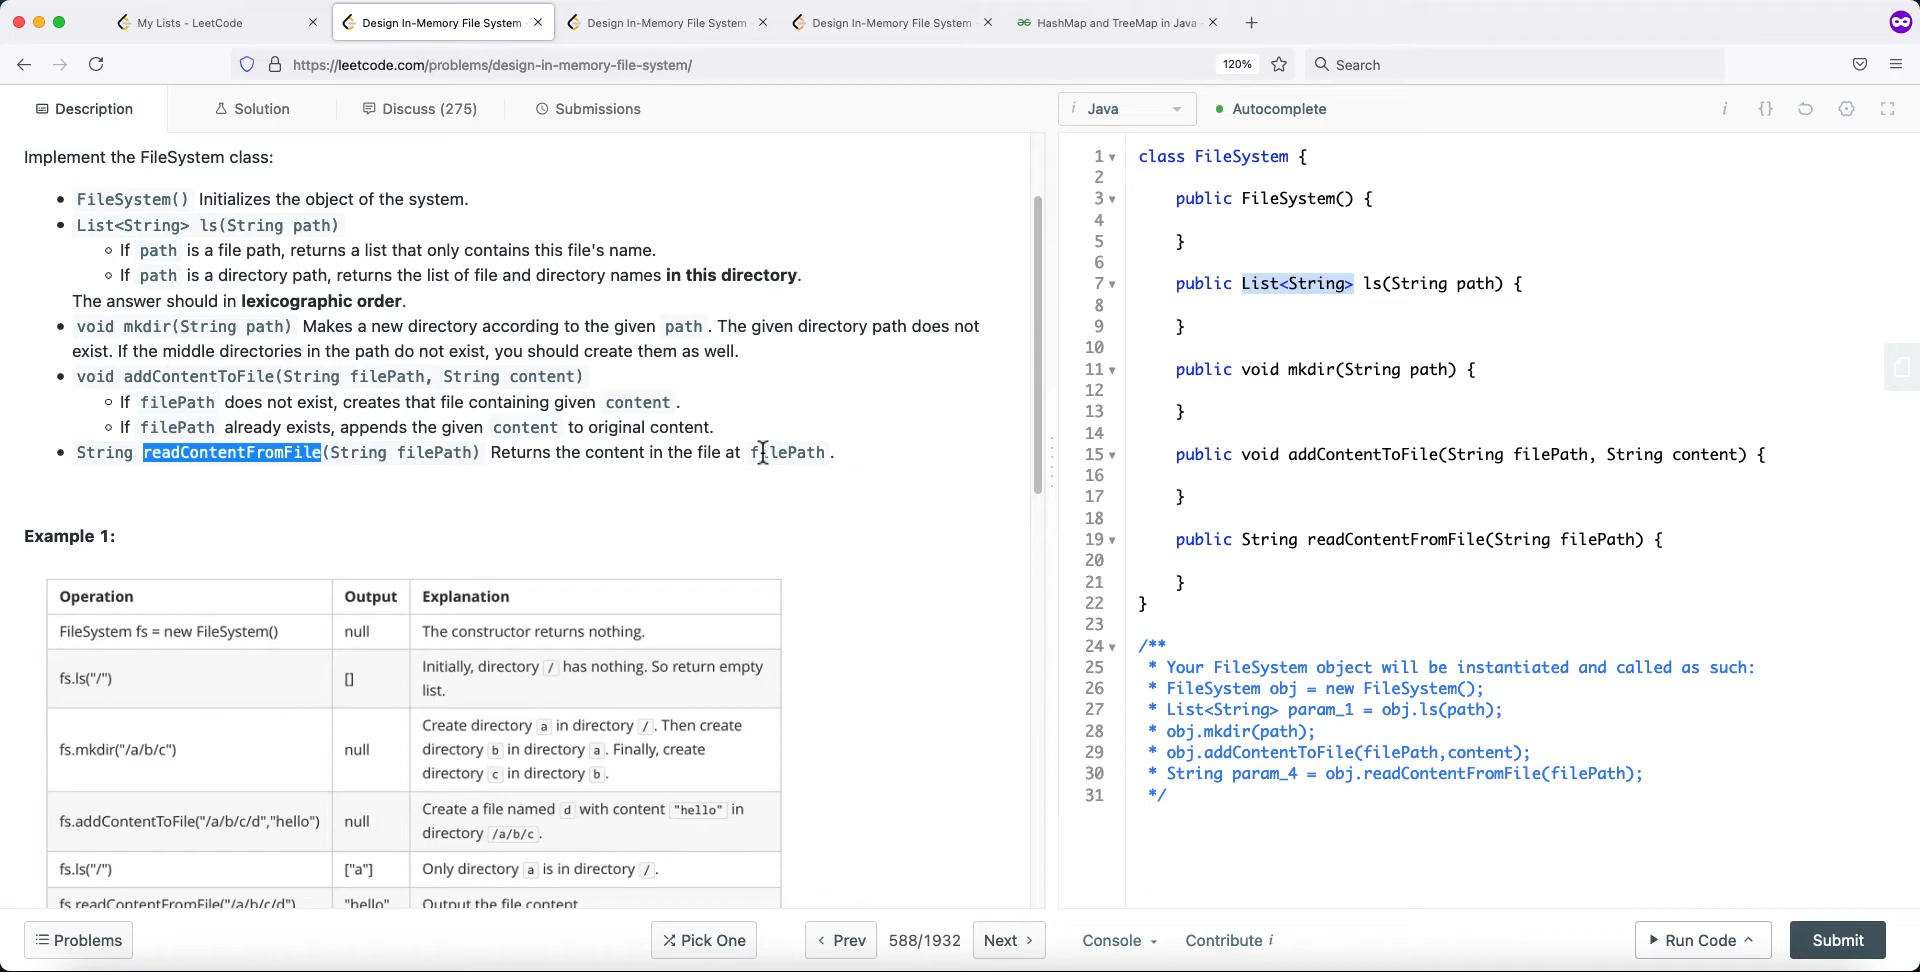 My Lists - LeetCode
Design In-Memory File System
Design In-Memory File System
Design In-Memory File System
HashMap and TreeMap in Java
https://leetcode.com/problems/design-in-memory-file-system/
120%
Search
Description
Solution
Discuss (275)
Submissions
i Java
Autocomplete
i {}
Implement the FileSystem class:
FileSystem() Initializes the object of the system.
List<String> ls(String path)
If path is a file path, returns a list that only contains this file's name.
If path is a directory path, returns the list of file and directory names in this directory.
The answer should in lexicographic order.
void mkdir(String path) Makes a new directory according to the given path. The given directory path does not
exist. If the middle directories in the path do not exist, you should create them as well.
void addContentToFile(String filePath, String content)
If filePath does not exist, creates that file containing given content.
If filePath already exists, appends the given content to original content.
String readContentFromFile(String filePath) Returns the content in the file at filePath.
Example 1:
Operation Output Explanation
FileSystem fs = new FileSystem() null The constructor returns nothing.
fs.ls("/") [] Initially, directory / has nothing. So return empty
list.
fs.mkdir("/a/b/c") null Create directory a in directory /. Then create
directory b in directory a. Finally, create
directory c in directory b.
fs.addContentToFile("/a/b/c/d","hello") null Create a file named d with content "hello" in
directory /a/b/c.
fs.ls("/") ["a"] Only directory a is in directory /.
fs.readContentFromFile("/a/b/c/d") "hello" Output the file content
1 class FileSystem {
2
3 public FileSystem() {
4
5 }
6
7 public List<String> ls(String path) {
8
9 }
10
11 public void mkdir(String path) {
12
13 }
14
15 public void addContentToFile(String filePath, String content) {
16
17 }
18
19 public String readContentFromFile(String filePath) {
20
21 }
22 }
23
24 /**
25 * Your FileSystem object will be instantiated and called as such:
26 * FileSystem obj = new FileSystem();
27 * List<String> param_1 = obj.ls(path);
28 * obj.mkdir(path);
29 * obj.addContentToFile(filePath,content);
30 * String param_4 = obj.readContentFromFile(filePath);
31 */
Problems
Pick One
Prev
588/1932
Next
Console
Contribute i
Run Code
Submit